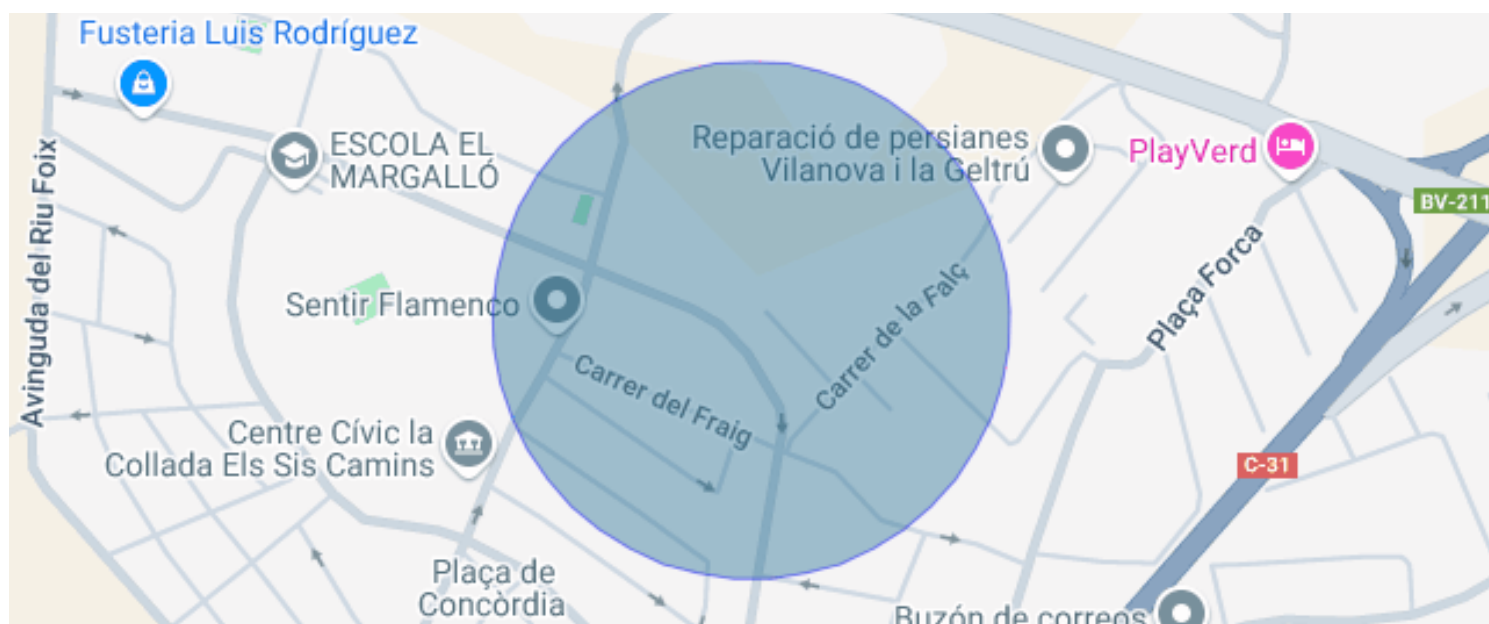 Fusteria Luis Rodríguez
ESCOLA EL
MARGALLÓ
Reparació de persianes
Vilanova i la Geltrú
PlayVerd
BV-211
Avinguda del Riu Foix
Plaça Forca
Sentir Flamenco
Carrer de la Falç
Carrer del Fraig
Centre Cívic la
Collada Els Sis Camins
C-31
Plaça de
Concòrdia
Buzón de correos